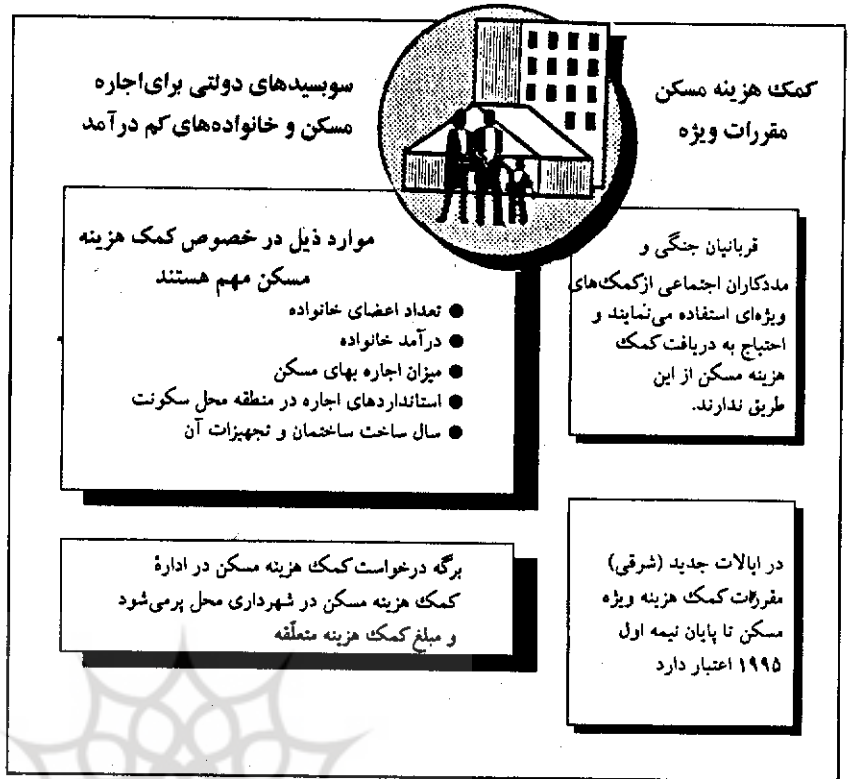 کمک هزینه مسکن
مقررات ویژه
سوبسیدهای دولتی برای اجاره
مسکن و خانواده‌های کم درآمد
قربانیان جنگی و
مددکاران اجتماعی ازکمک‌های
ویژه‌ای استفاده می‌نمایند و
احتیاج به دریافت کمک
هزینه مسکن از این
طریق ندارند.
موارد ذیل در خصوص کمک هزینه
مسکن مهم هستند
● تعداد اعضای خانواده
● درآمد خانواده
● میزان اجاره بهای مسکن
● استانداردهای اجاره در منطقه محل سکونت
● سال ساخت ساختمان و تجهیزات آن
در ایالات جدید (شرقی)
مقررات کمک هزینه ویژه
مسکن تا پایان نیمه اول
۱۹۹۵ اعتبار دارد
برگه درخواست کمک هزینه مسکن در ادارهٔ
کمک هزینه مسکن در شهرداری محل پرمی‌شود
و مبلغ کمک هزینه متعلّقه